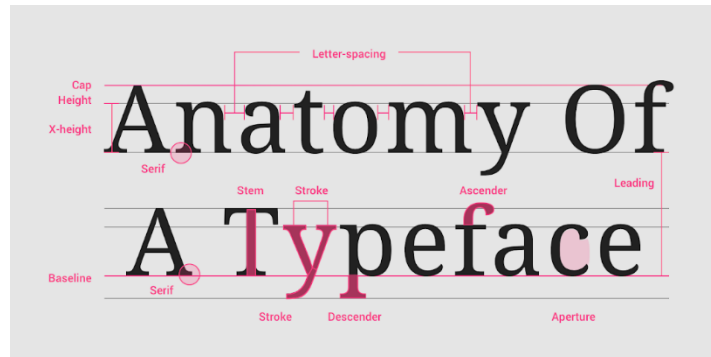 Letter-spacing
Cap
Height
X-height
Anatomy Of
Serif
Leading
Stem
Stroke
Ascender
A Typeface
Baseline
Serif
Stroke
Descender
Aperture